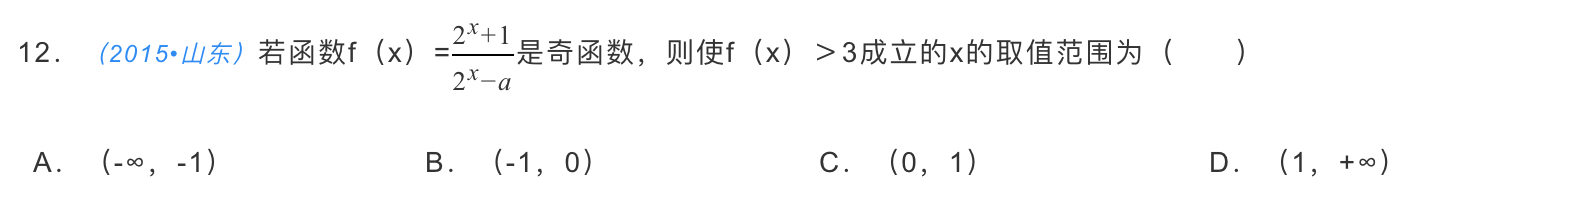 12. （2015•山东）若函数f（x）=\frac{2^x+1}{2^x-a}是奇函数，则使f（x）＞3成立的x的取值范围为（ ）
A. （-∞，-1） B. （-1，0） C. （0，1） D. （1，+∞）